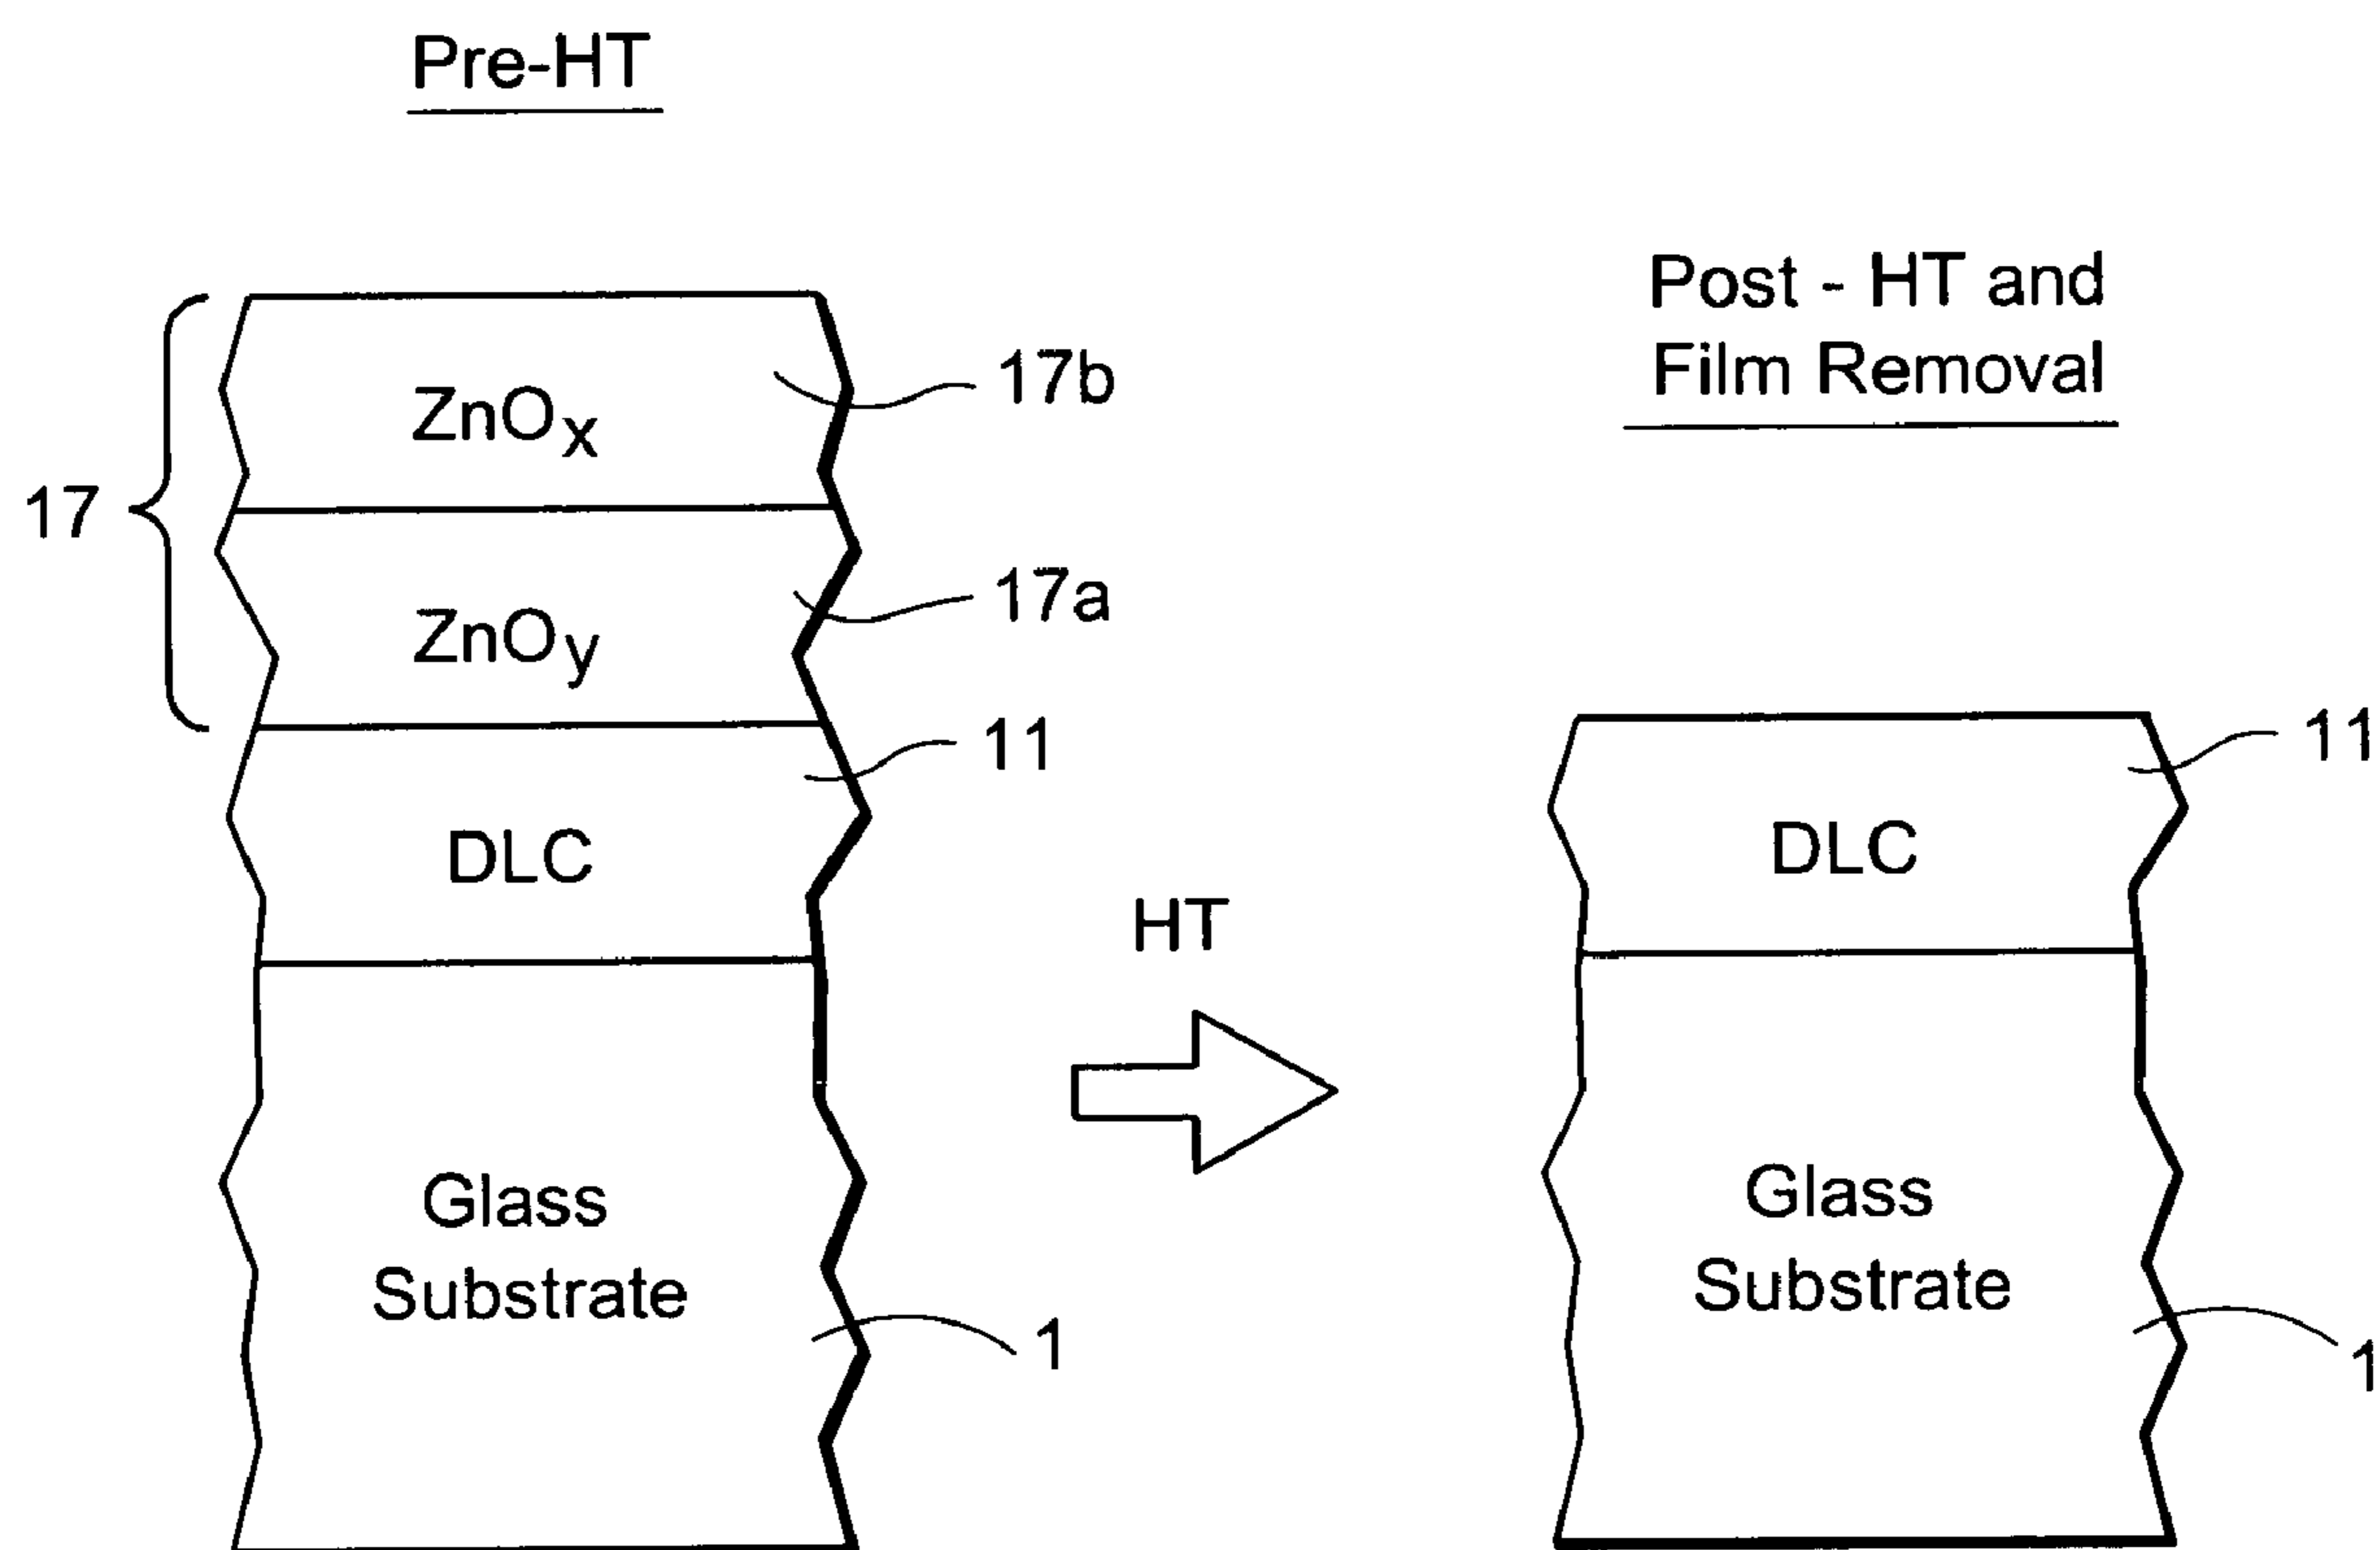 Pre-HT
17
ZnOx
17b
ZnOy
17a
DLC
11
Glass
Substrate
1
HT
Post - HT and
Film Removal
DLC
11
Glass
Substrate
1